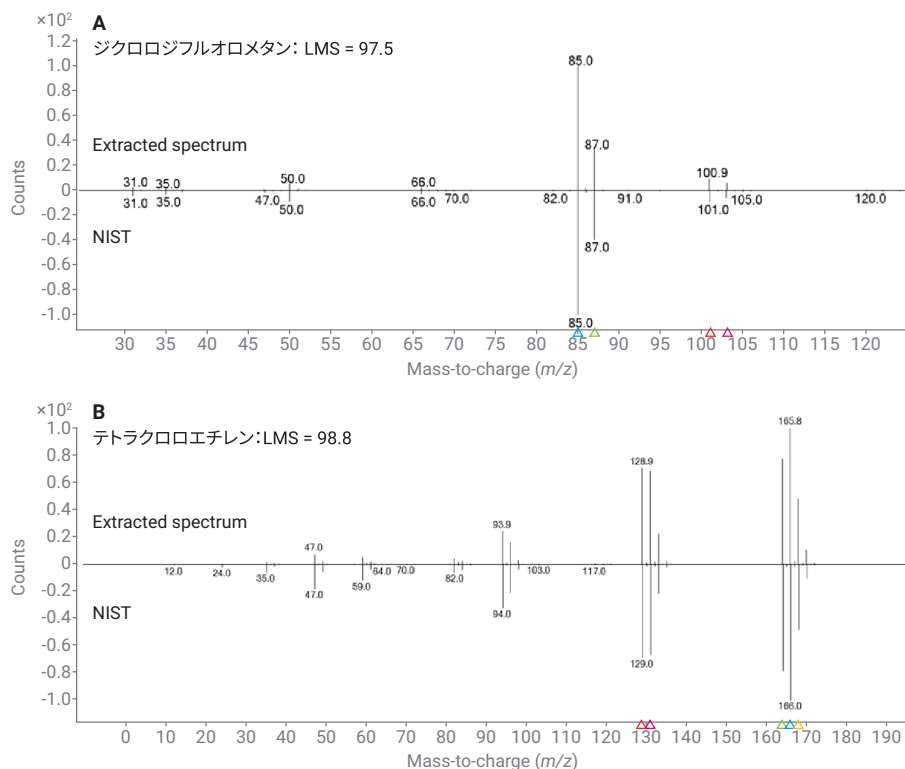 ×10²
A
ジクロロジフルオロメタン： LMS = 97.5
1.2
1.0
0.8
0.6
0.4
0.2
0
-0.2
-0.4
-0.6
-0.8
-1.0
Counts
Extracted spectrum
NIST
85.0
87.0
31.0 35.0 50.0 66.0 100.9
31.0 35.0 47.0 50.0 66.0 70.0 82.0 91.0 101.0 105.0 120.0
87.0
85.0
30 35 40 45 50 55 60 65 70 75 80 85 90 95 100 105 110 115 120
Mass-to-charge (m/z)
×10²
B
テトラクロロエチレン：LMS = 98.8
1.0
0.8
0.6
0.4
0.2
0
-0.2
-0.4
-0.6
-0.8
-1.0
Counts
Extracted spectrum
NIST
165.8
128.9
93.9
47.0
12.0 24.0 35.0 47.0 59.0 64.0 70.0 82.0 94.0 103.0 117.0
129.0
166.0
0 10 20 30 40 50 60 70 80 90 100 110 120 130 140 150 160 170 180 190
Mass-to-charge (m/z)